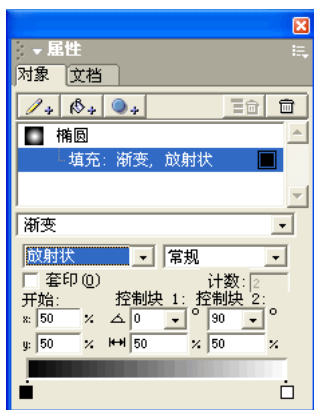 属性
对象 文档
椭圆
填充: 渐变, 放射状
渐变
放射状 常规
套印(O) 计数: 2
开始: 控制块 1: 控制块 2:
x: 50 % 0 ° 90 °
y: 50 % 50 % 50 %